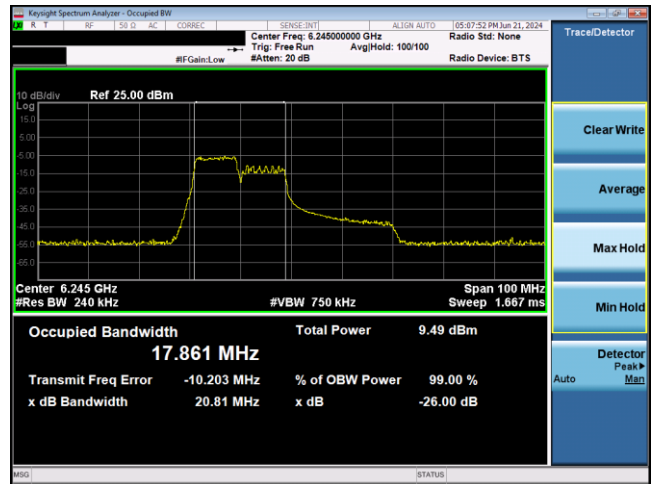 Keysight Spectrum Analyzer - Occupied BW
R T RF 50 Ω AC CORREC SENSE:INT ALIGN AUTO 05:07:52 PM Jun 21, 2024
Center Freq: 6.245000000 GHz Radio Std: None
Trig: Free Run Avg|Hold: 100/100
#IFGain:Low #Atten: 20 dB Radio Device: BTS
Trace/Detector
10 dB/div Ref 25.00 dBm
Log
15.0
5.00
-5.00
-15.0
-25.0
-35.0
-45.0
-55.0
-65.0
Center 6.245 GHz Span 100 MHz
#Res BW 240 kHz #VBW 750 kHz Sweep 1.667 ms
Occupied Bandwidth Total Power 9.49 dBm
17.861 MHz
Transmit Freq Error -10.203 MHz % of OBW Power 99.00 %
x dB Bandwidth 20.81 MHz x dB -26.00 dB
Clear Write
Average
Max Hold
Min Hold
Detector
Peak▶
Auto Man
MSG STATUS